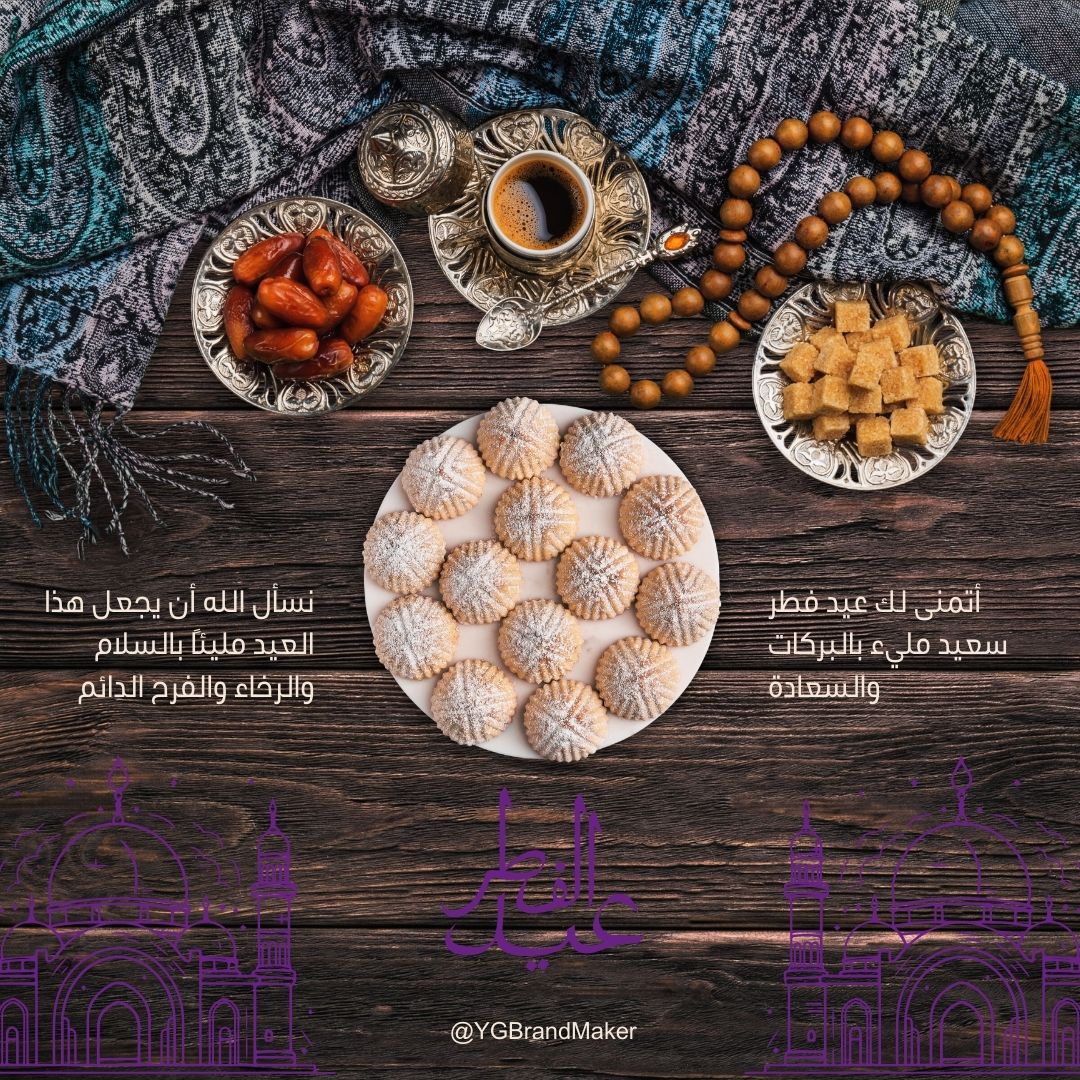 أتمنى لك عيد فطر
سعيد مليء بالبركات
والسعادة
نسأل الله أن يجعل هذا
العيد مليئًا بالسلام
والرخاء والفرح الدائم
عيد الفطر
@YGBrandMaker